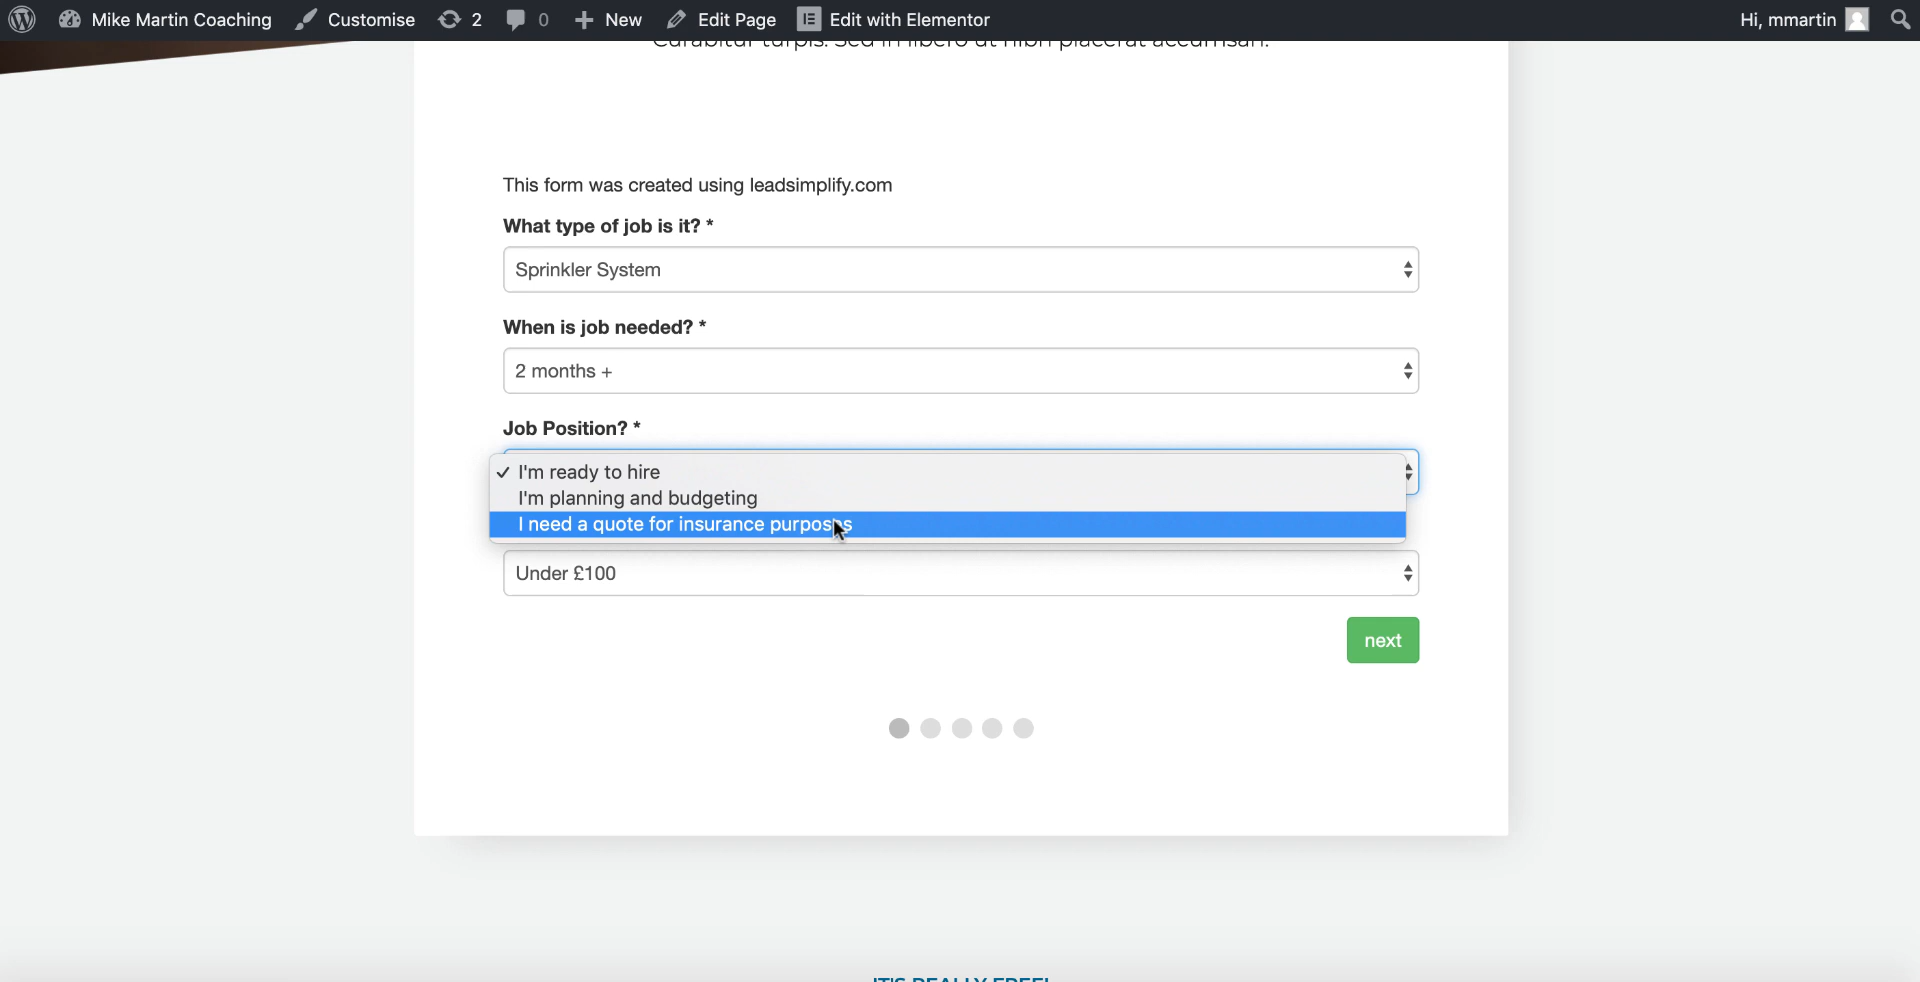 Mike Martin Coaching Customise 2 0 New Edit Page Edit with Elementor Hi, mmartin
Curabitur turpis. Sed in libero ut nibh placerat accumsan.
This form was created using leadsimplify.com
What type of job is it? *
Sprinkler System
When is job needed? *
2 months +
Job Position? *
✓ I'm ready to hire
I'm planning and budgeting
I need a quote for insurance purposes
Under £100
next
IT'S REALLY FREE!